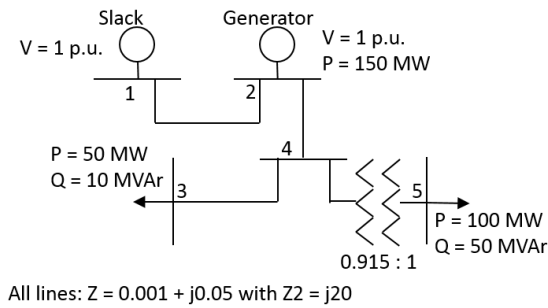 Slack
Generator
V = 1 p.u.
V = 1 p.u.
P = 150 MW
1
2
4
P = 50 MW
Q = 10 MVAr
3
5
P = 100 MW
Q = 50 MVAr
0.915 : 1
All lines: Z = 0.001 + j0.05 with Z2 = j20